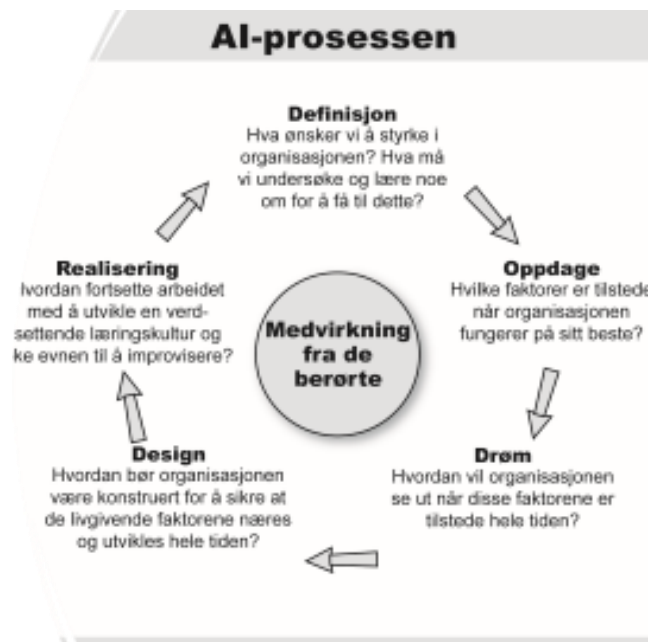 AI-prosessen
Definisjon
Hva ønsker vi å styrke i
organisasjonen? Hva må
vi undersøke og lære noe
om for å få til dette?
Oppdage
Hvilke faktorer er tilstede
når organisasjonen
fungerer på sitt beste?
Drøm
Hvordan vil organisasjonen
se ut når disse faktorene er
tilstede hele tiden?
Design
Hvordan bør organisasjonen
være konstruert for å sikre at
de livgivende faktorene næres
og utvikles hele tiden?
Realisering
lvordan fortsette arbeidet
med å utvikle en verd-
settende læringskultur og
ke evnen til å improvisere?
Medvirkning
fra de
berørte